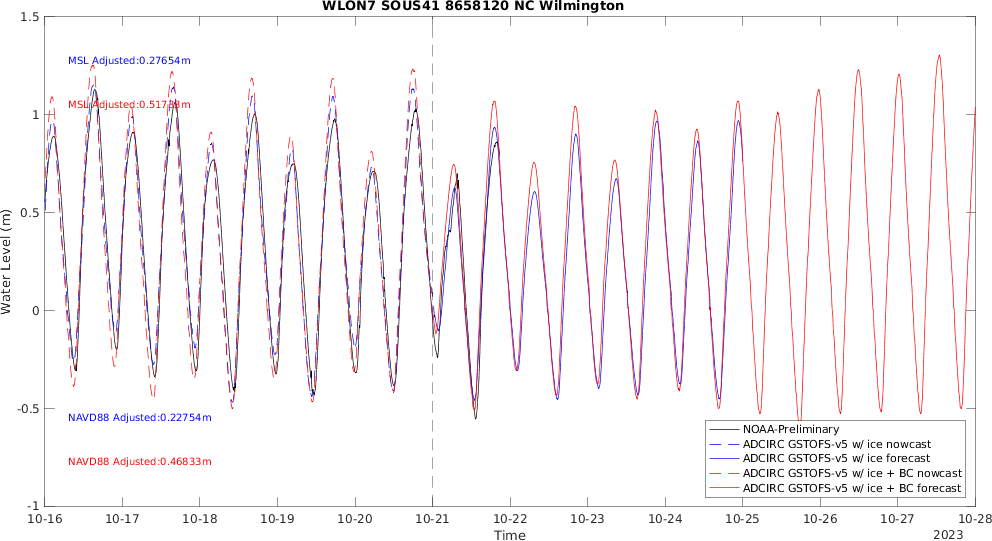 WLON7 SOUS41 8658120 NC Wilmington
1.5
1
0.5
0
-0.5
-1
Water Level (m)
MSL Adjusted:0.27654m
MSL Adjusted:0.51733m
NAVD88 Adjusted:0.22754m
NAVD88 Adjusted:0.46833m
NOAA-Preliminary
ADCIRC GSTOFS-v5 w/ ice nowcast
ADCIRC GSTOFS-v5 w/ ice forecast
ADCIRC GSTOFS-v5 w/ ice + BC nowcast
ADCIRC GSTOFS-v5 w/ ice + BC forecast
10-16 10-17 10-18 10-19 10-20 10-21 10-22 10-23 10-24 10-25 10-26 10-27 10-28
Time
2023